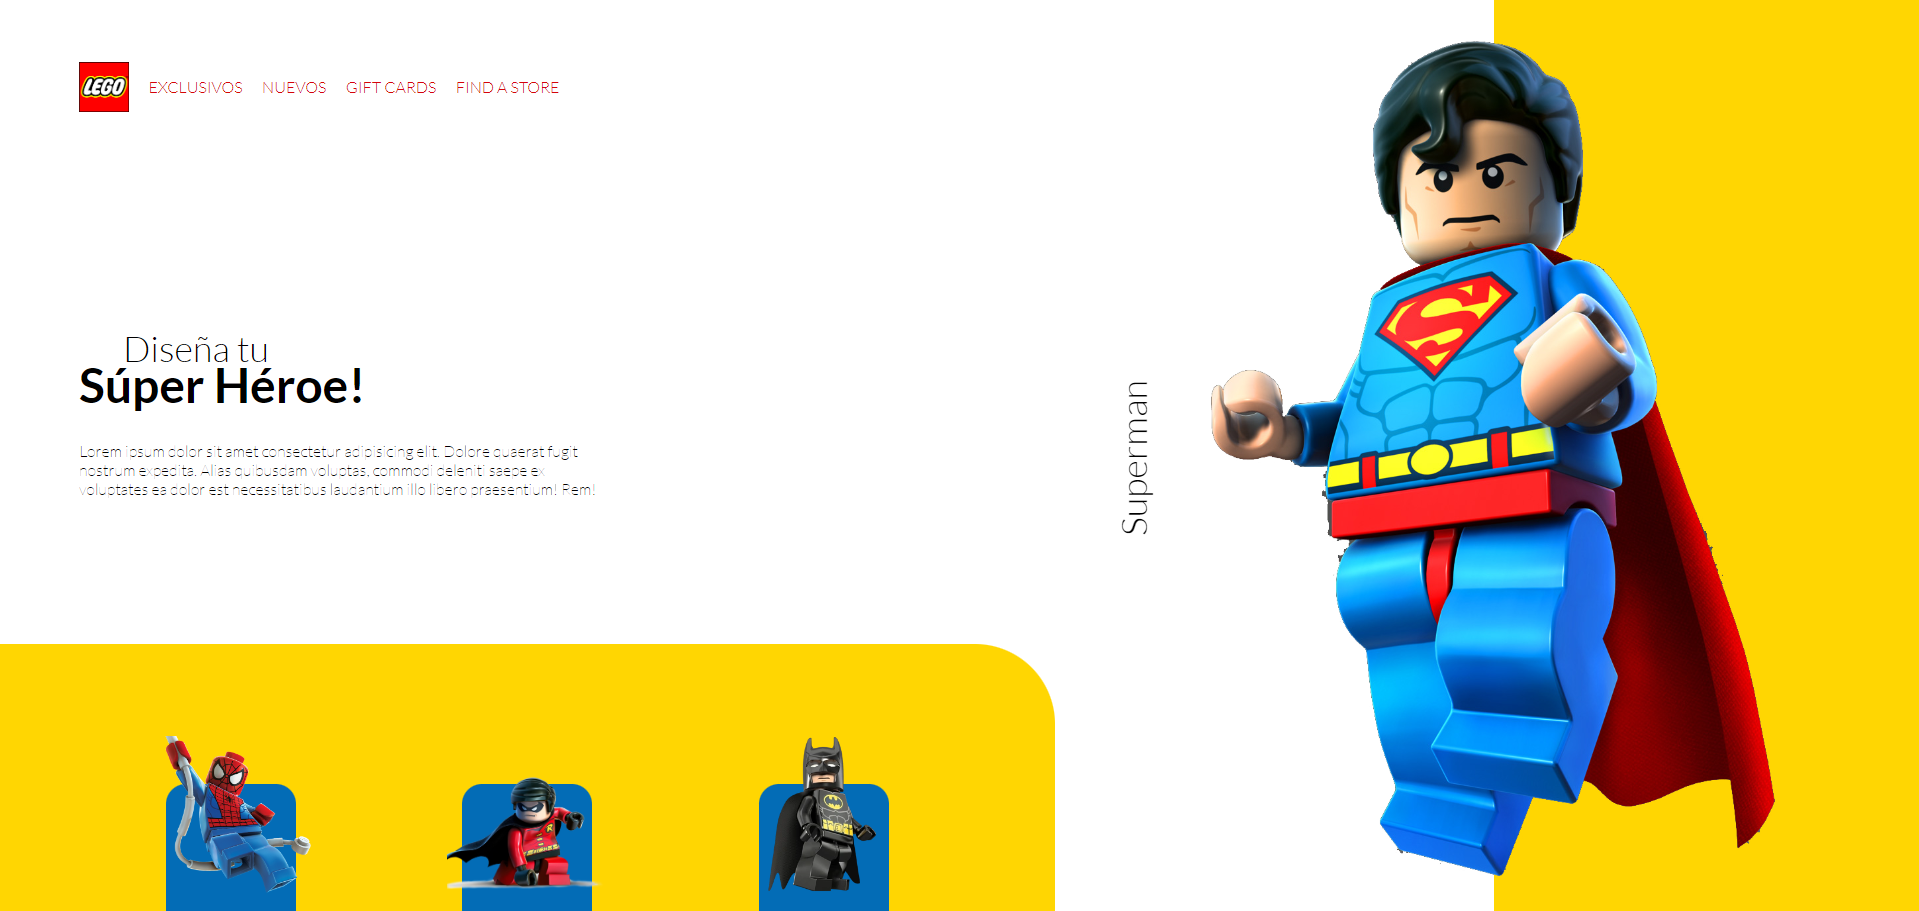 LEGO
EXCLUSIVOS NUEVOS GIFT CARDS FIND A STORE
Diseña tu
Súper Héroe!
Lorem ipsum dolor sit amet consectetur adipisicing elit. Dolore quaerat fugit
nostrum expedita. Alias quibusdam voluptas, commodi deleniti saepe ex
voluptates ea dolor est necessitatibus laudantium illo libero praesentium! Rem!
Superman
S
R